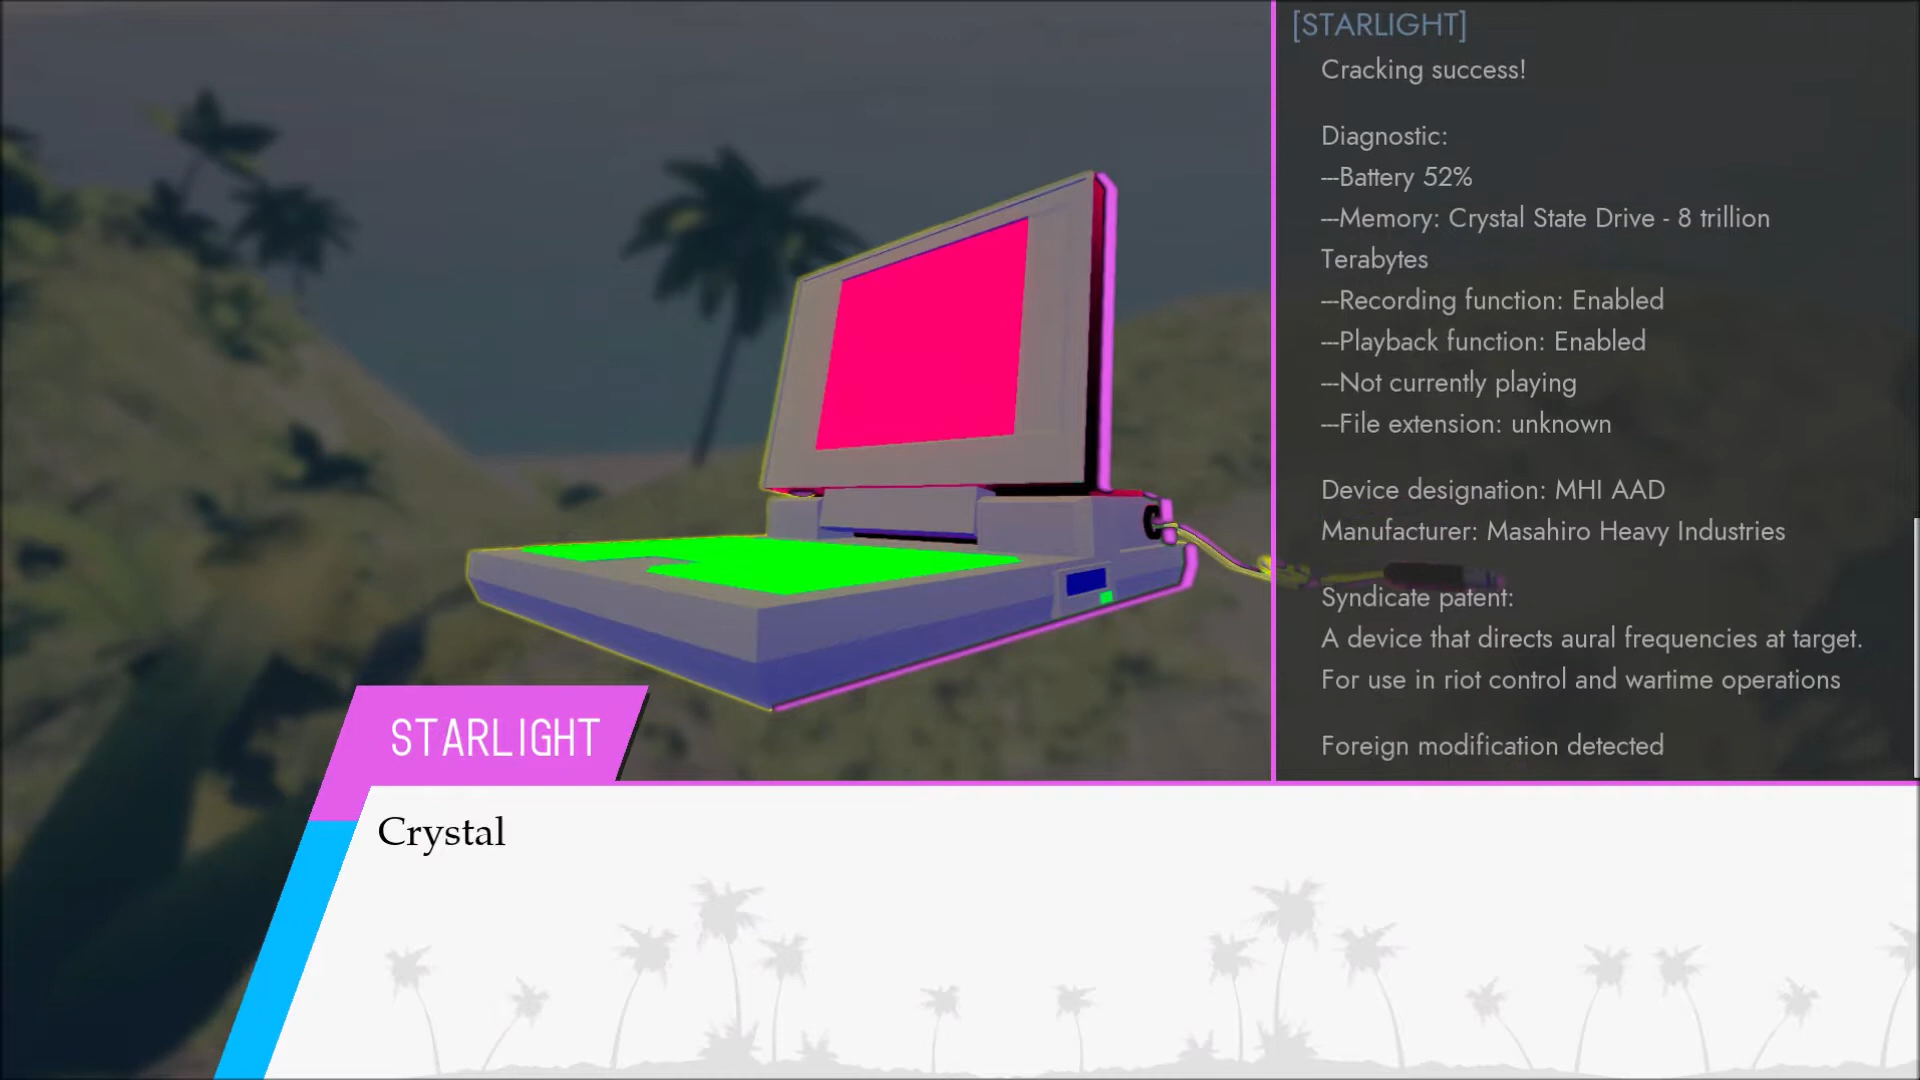 [STARLIGHT]
Cracking success!
Diagnostic:
---Battery 52%
---Memory: Crystal State Drive - 8 trillion
Terabytes
---Recording function: Enabled
---Playback function: Enabled
---Not currently playing
---File extension: unknown
Device designation: MHI AAD
Manufacturer: Masahiro Heavy Industries
Syndicate patent:
A device that directs aural frequencies at target.
For use in riot control and wartime operations
Foreign modification detected
STARLIGHT
Crystal